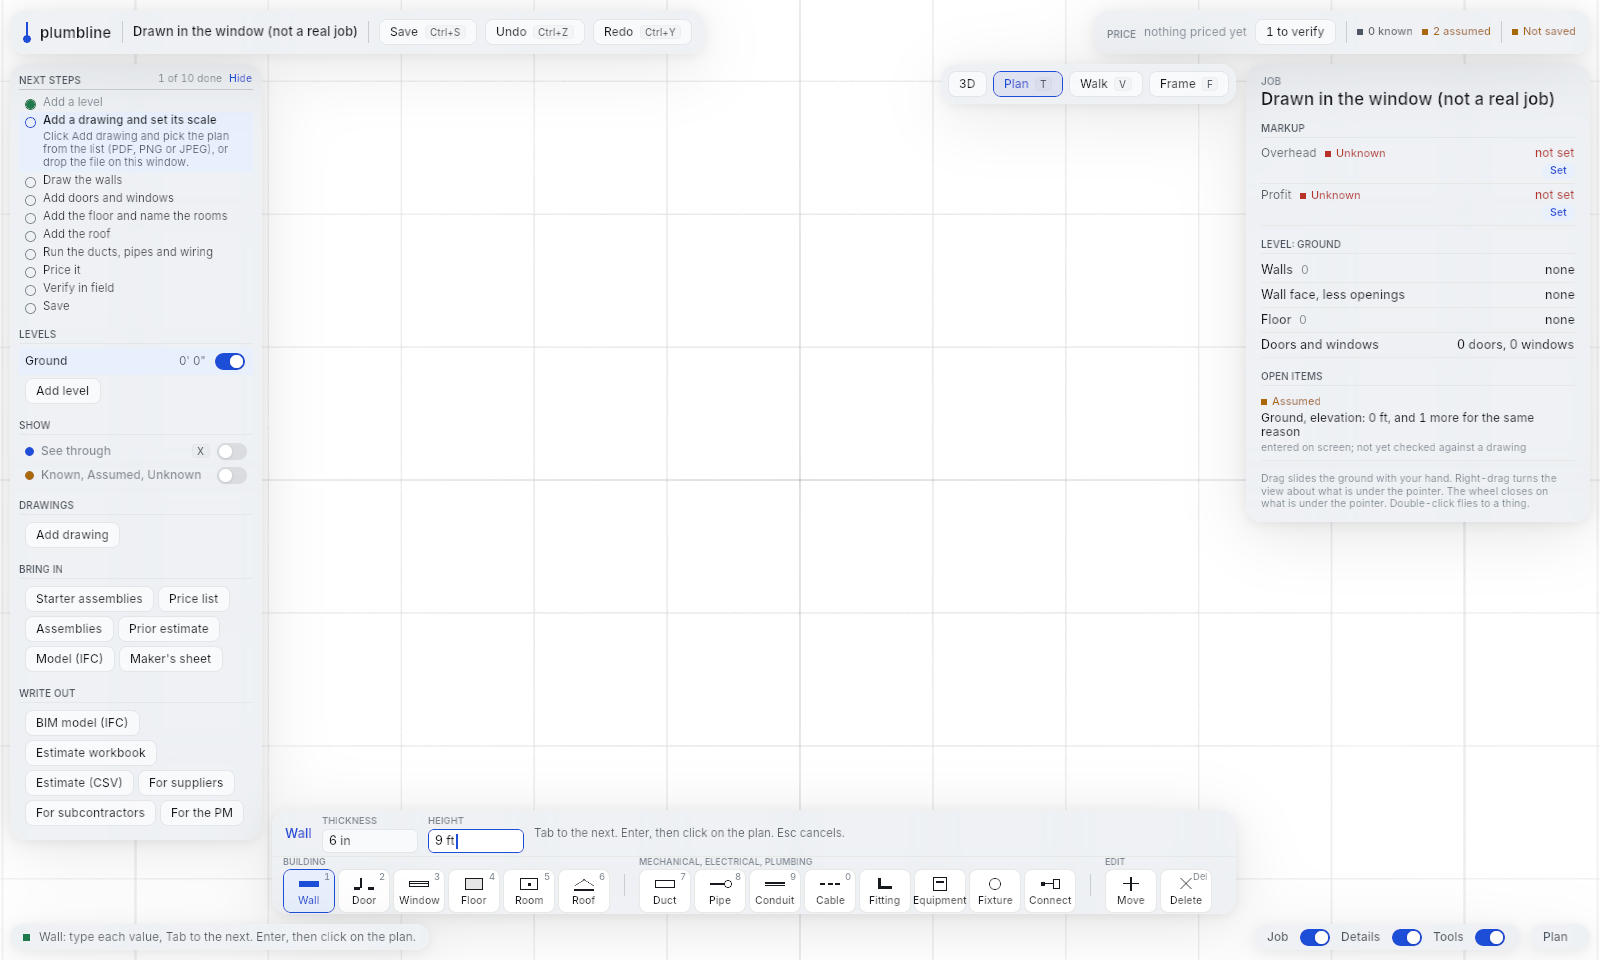 plumbline
Drawn in the window (not a real job)
Save Ctrl+S
Undo Ctrl+Z
Redo Ctrl+Y
PRICE nothing priced yet
1 to verify
0 known
2 assumed
Not saved
NEXT STEPS 1 of 10 done Hide
Add a level
Add a drawing and set its scale
Click Add drawing and pick the plan
from the list (PDF, PNG or JPEG), or
drop the file on this window.
Draw the walls
Add doors and windows
Add the floor and name the rooms
Add the roof
Run the ducts, pipes and wiring
Price it
Verify in field
Save
LEVELS
Ground 0' 0"
Add level
SHOW
See through X
Known, Assumed, Unknown
DRAWINGS
Add drawing
BRING IN
Starter assemblies Price list
Assemblies Prior estimate
Model (IFC) Maker's sheet
WRITE OUT
BIM model (IFC)
Estimate workbook
Estimate (CSV) For suppliers
For subcontractors For the PM
3D
Plan T
Walk V
Frame F
JOB
Drawn in the window (not a real job)
MARKUP
Overhead Unknown not set
Set
Profit Unknown not set
Set
LEVEL: GROUND
Walls 0 none
Wall face, less openings none
Floor 0 none
Doors and windows 0 doors, 0 windows
OPEN ITEMS
Assumed
Ground, elevation: 0 ft, and 1 more for the same
reason
entered on screen; not yet checked against a drawing
Drag slides the ground with your hand. Right-drag turns the
view about what is under the pointer. The wheel closes on
what is under the pointer. Double-click flies to a thing.
Wall
THICKNESS
6 in
HEIGHT
9 ft
Tab to the next. Enter, then click on the plan. Esc cancels.
BUILDING
1 Wall
2 Door
3 Window
4 Floor
5 Room
6 Roof
MECHANICAL, ELECTRICAL, PLUMBING
7 Duct
8 Pipe
9 Conduit
0 Cable
Fitting
Equipment
Fixture
Connect
EDIT
Move
Del Delete
Wall: type each value, Tab to the next. Enter, then click on the plan.
Job
Details
Tools
Plan